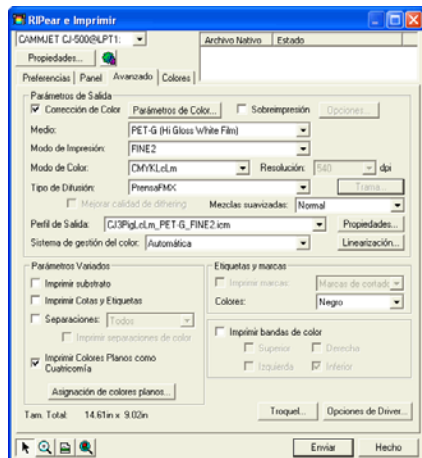 RIPear e Imprimir
CAMMJET CJ-500@LPT1:
Archivo Nativo Estado
Propiedades...
Preferencias Panel Avanzado Colores
Parámetros de Salida
Corrección de Color Parámetros de Color... Sobreimpresión Opciones...
Medio: PET-G (Hi Gloss White Film)
Modo de Impresión: FINE2
Modo de Color: CMYKLcLm Resolución: 540 dpi
Tipo de Difusión: PrensaFMX Trama...
Mejorar calidad de dithering Mezclas suavizadas: Normal
Perfil de Salida: CJ3PigLcLm_PET-G_FINE2.icm Propiedades...
Sistema de gestión del color: Automática Linearización...
Parámetros Variados Etiquetas y marcas
Imprimir substrato Imprimir marcas: Marcas de cortado
Imprimir Cotas y Etiquetas Colores: Negro
Separaciones: Todos
Imprimir separaciones de color
Imprimir bandas de color
Superior Derecha
Izquierda Inferior
Imprimir Colores Planos como
Cuatricomía
Asignación de colores planos...
Tam. Total: 14.61in x 9.02in Troquel... Opciones de Driver...
Enviar Hecho